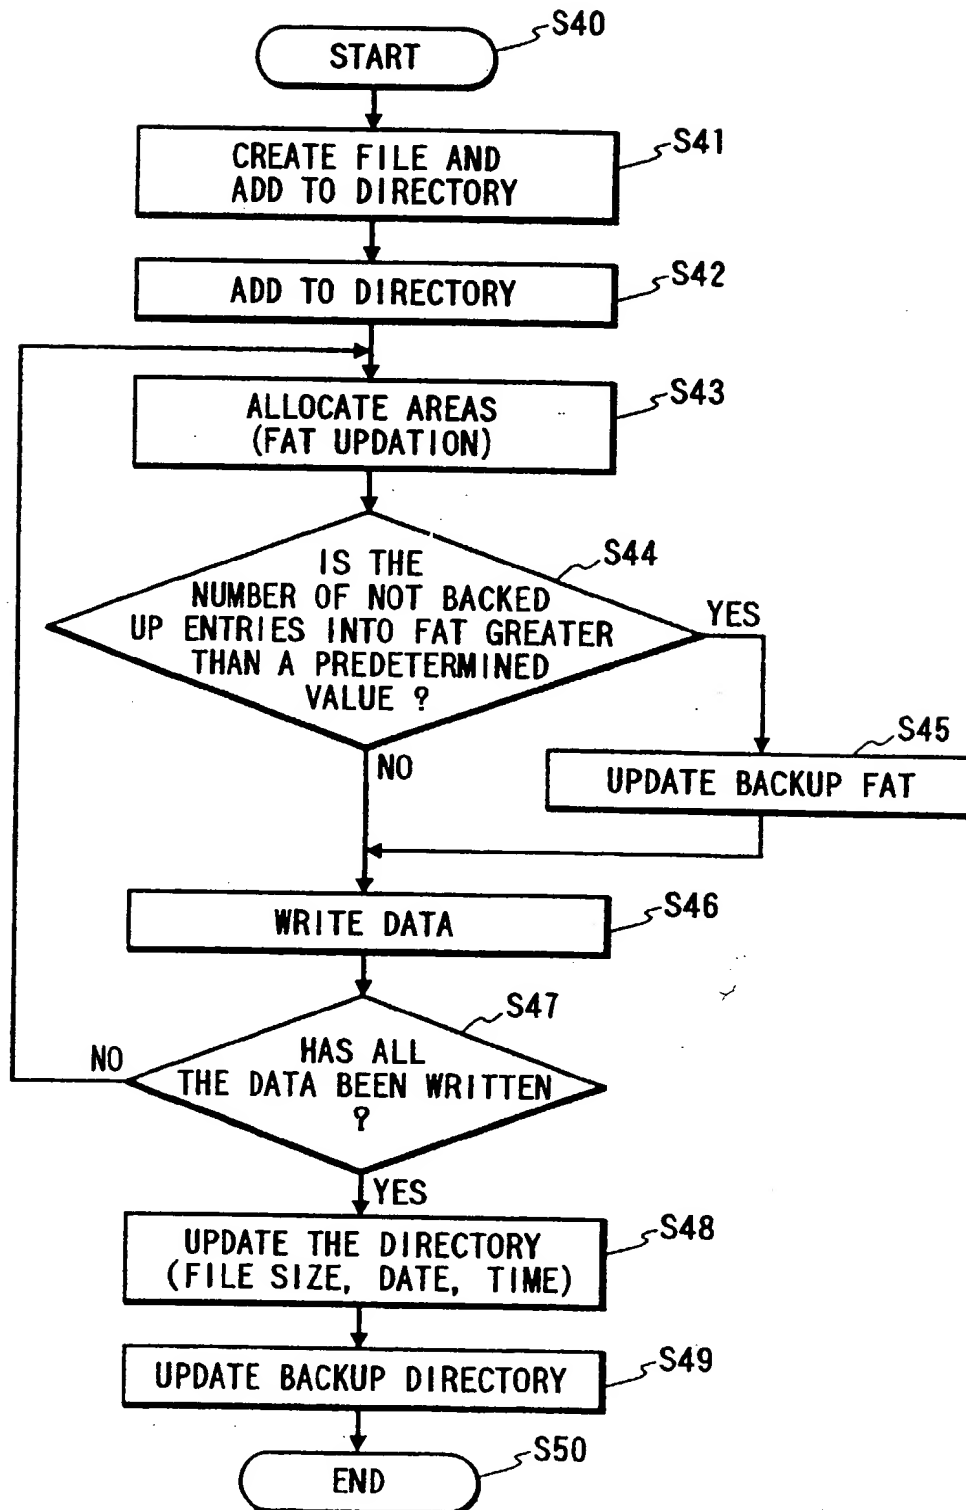 S40
START
S41
CREATE FILE AND
ADD TO DIRECTORY
S42
ADD TO DIRECTORY
S43
ALLOCATE AREAS
(FAT UPDATION)
S44
IS THE
NUMBER OF NOT BACKED
UP ENTRIES INTO FAT GREATER
THAN A PREDETERMINED
VALUE ?
YES
NO
S45
UPDATE BACKUP FAT
S46
WRITE DATA
S47
HAS ALL
THE DATA BEEN WRITTEN
?
NO
YES
S48
UPDATE THE DIRECTORY
(FILE SIZE, DATE, TIME)
S49
UPDATE BACKUP DIRECTORY
S50
END